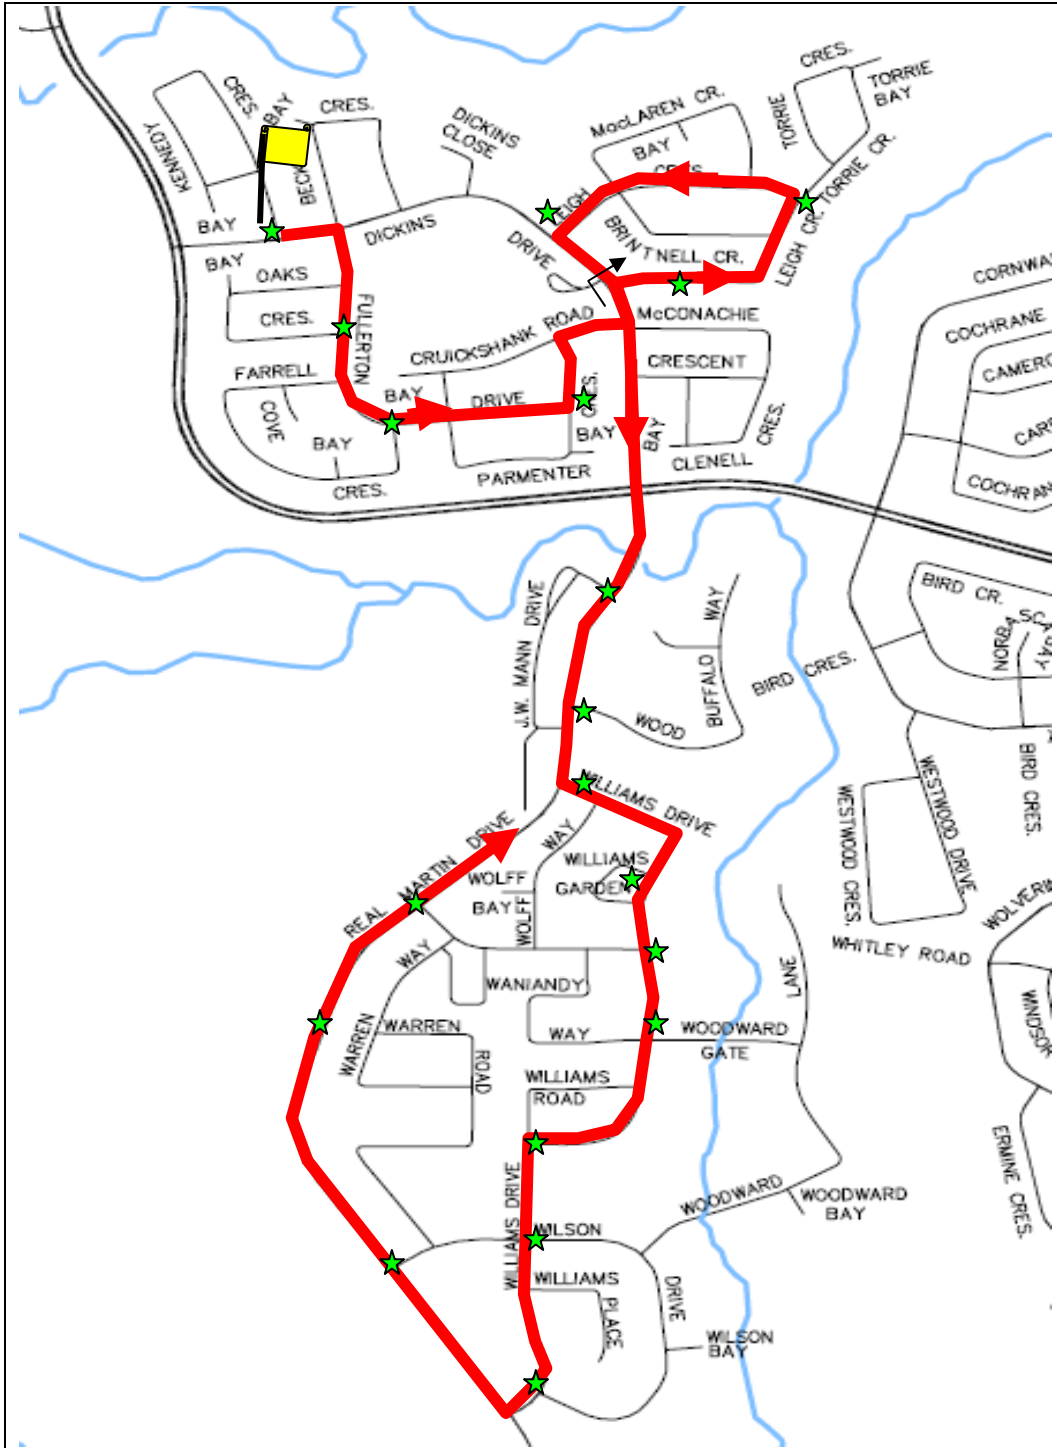 CRES.
TORRIE
BAY
CRES.
BAY
CRES.
KENNEDY
BECK
DICKINS
CLOSE
MacLAREN CR.
BAY
CRES.
TORRIE
TORRIE CR.
LEIGH CR.
LEIGH
BAY
DICKINS
DRIVE
BRINTNELL CR.
BAY
OAKS
CRES.
FULLERTON
CRUICKSHANK ROAD
McCONACHIE
CRESCENT
FARRELL
COVE
BAY
DRIVE
CRES.
BAY
BAY
CRES.
BAY
CLENELL
PARMENTER
CRES.
CORNWA
COCHRANE
CAMERO
CAR
COCHRAN
J.W. MANN DRIVE
BUFFALO WAY
WOOD
BIRD CRES.
BIRD CR.
NORBA
SCA
BAY
BIRD CRES.
WESTWOOD DRIVE
WESTWOOD CRES.
WHITLEY ROAD
WOLVERIN
WINDSOR
ERMINE CRES.
WILLIAMS DRIVE
REAL MARTIN DRIVE
WAY
WOLFF
BAY
WOLFF
WILLIAMS
GARDEN
WAY
WANIANDY
LANE
WARREN
WARREN
ROAD
WAY
WOODWARD
GATE
WILLIAMS
ROAD
WILLIAMS DRIVE
WILSON
WOODWARD
WOODWARD
BAY
WILLIAMS
PLACE
DRIVE
WILSON
BAY